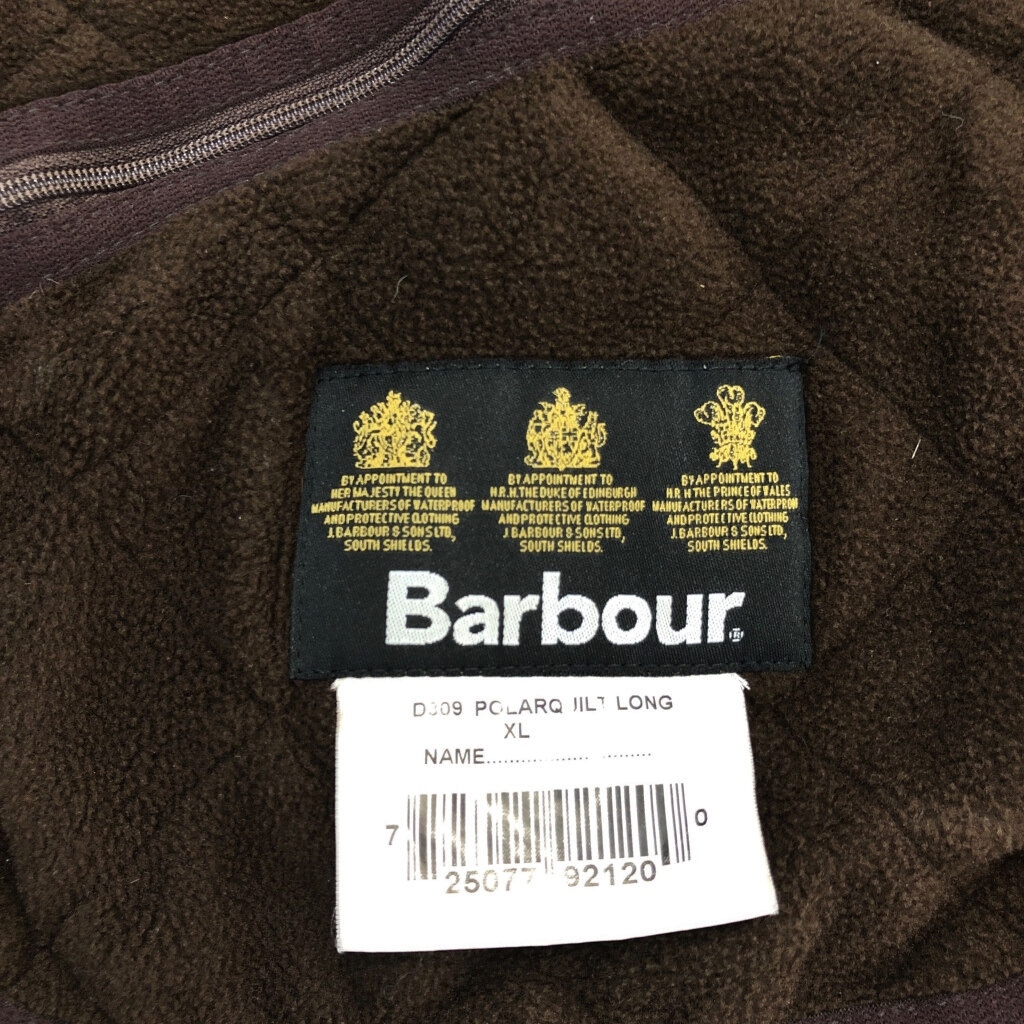 BY APPOINTMENT TO
HER MAJESTY THE QUEEN
MANUFACTURERS OF WATERPROOF
AND PROTECTIVE CLOTHING
J. BARBOUR & SONS LTD,
SOUTH SHIELDS.
BY APPOINTMENT TO
H.R.H. THE DUKE OF EDINBURGH
MANUFACTURERS OF WATERPROOF
AND PROTECTIVE CLOTHING
J. BARBOUR & SONS LTD,
SOUTH SHIELDS.
BY APPOINTMENT TO
H.R.H THE PRINCE OF WALES
MANUFACTURERS OF WATERPROOF
AND PROTECTIVE CLOTHING
J. BARBOUR & SONS LTD,
SOUTH SHIELDS.
Barbour®
D309 POLARQUILT LONG
XL
NAME............................
7 25077 92120 0